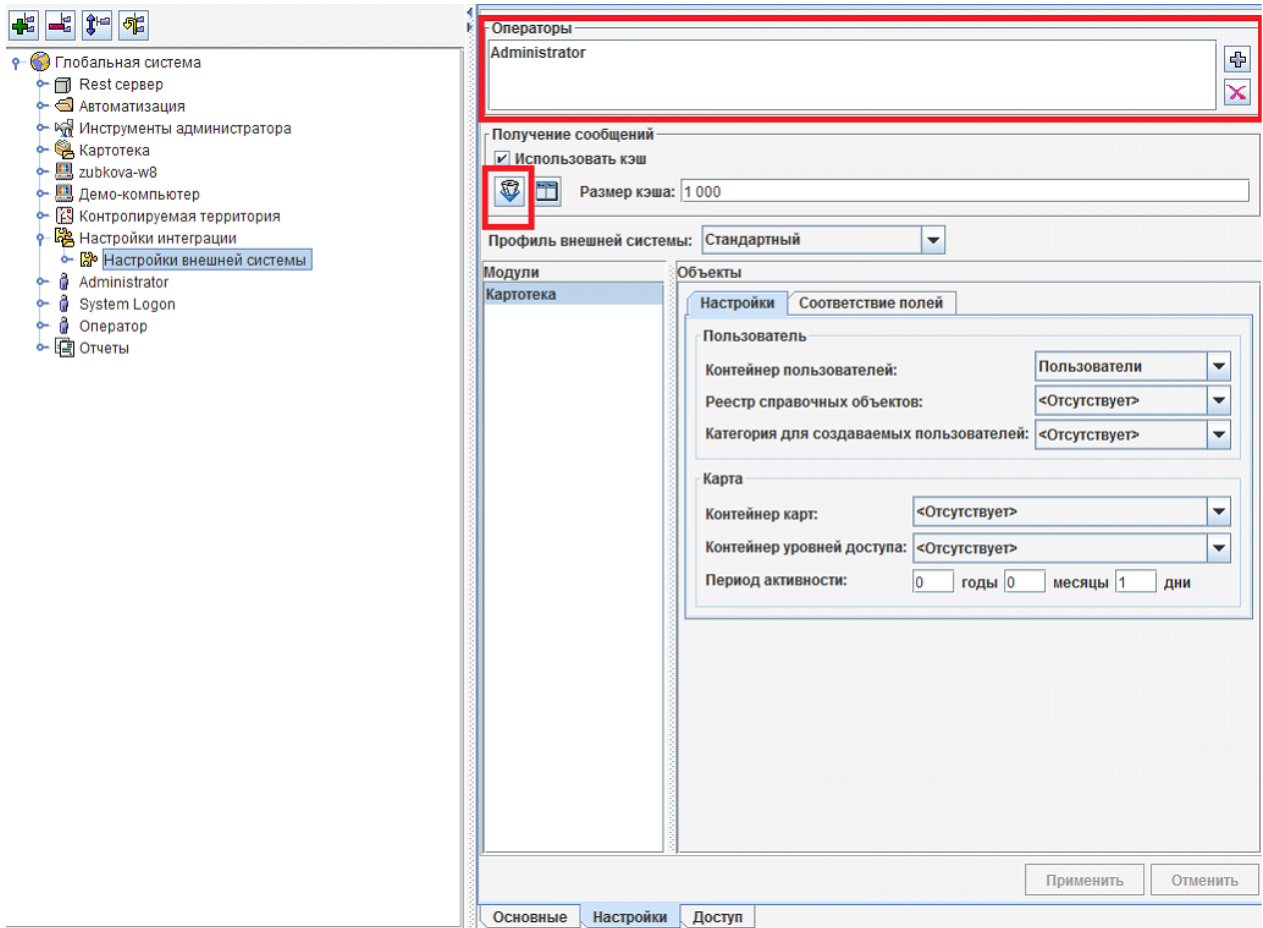 Глобальная система
Rest сервер
Автоматизация
Инструменты администратора
Картотека
zubkova-w8
Демо-компьютер
Контролируемая территория
Настройки интеграции
Настройки внешней системы
Administrator
System Logon
Оператор
Отчеты
Операторы
Administrator
Получение сообщений
Использовать кэш
Размер кэша: 1 000
Профиль внешней системы: Стандартный
Модули
Картотека
Объекты
Настройки Соответствие полей
Пользователь
Контейнер пользователей: Пользователи
Реестр справочных объектов: <Отсутствует>
Категория для создаваемых пользователей: <Отсутствует>
Карта
Контейнер карт: <Отсутствует>
Контейнер уровней доступа: <Отсутствует>
Период активности: 0 годы 0 месяцы 1 дни
Применить Отменить
Основные Настройки Доступ